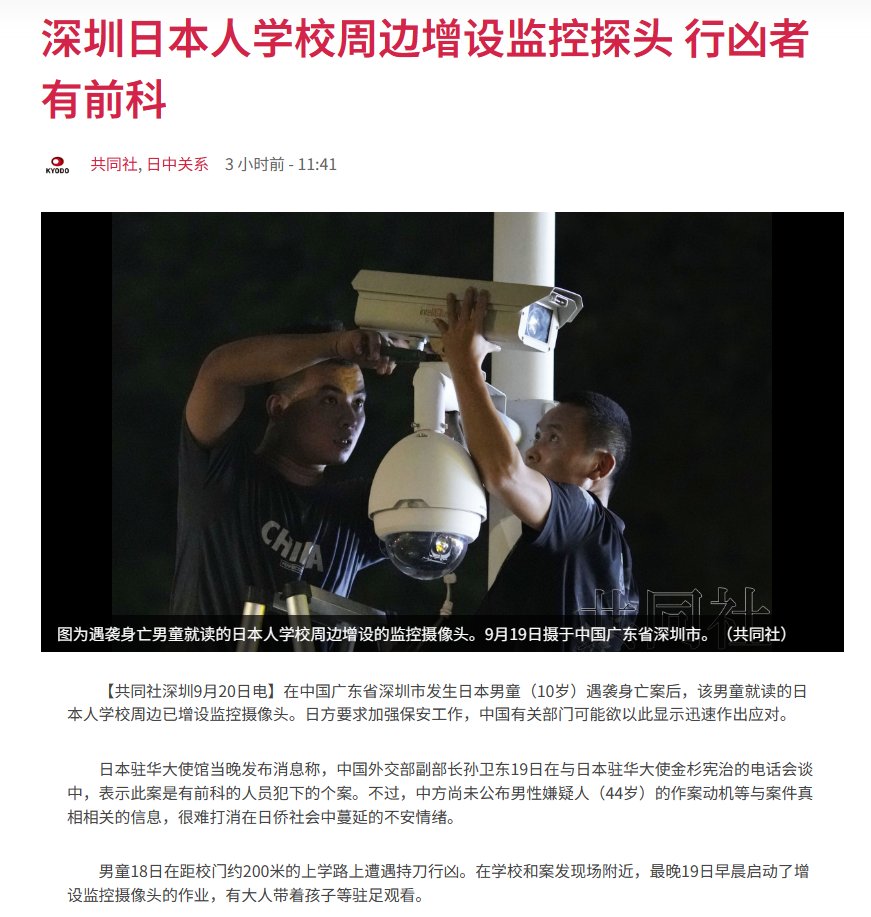 深圳日本人学校周边增设监控探头 行凶者
有前科
KYODO
共同社, 日中关系 3 小时前 - 11:41
CHINA
共同社
图为遇袭身亡男童就读的日本人学校周边增设的监控摄像头。9月19日摄于中国广东省深圳市。（共同社）
【共同社深圳9月20日电】在中国广东省深圳市发生日本男童（10岁）遇袭身亡案后，该男童就读的日
本人学校周边已增设监控摄像头。日方要求加强保安工作，中国有关部门可能欲以此显示迅速作出应对。
日本驻华大使馆当晚发布消息称，中国外交部副部长孙卫东19日在与日本驻华大使金杉宪治的电话会谈
中，表示此案是有前科的人员犯下的个案。不过，中方尚未公布男性嫌疑人（44岁）的作案动机等与案件真
相相关的信息，很难打消在日侨社会中蔓延的不安情绪。
男童18日在距校门约200米的上学路上遭遇持刀行凶。在学校和案发现场附近，最晚19日早晨启动了增
设监控摄像头的作业，有大人带着孩子等驻足观看。